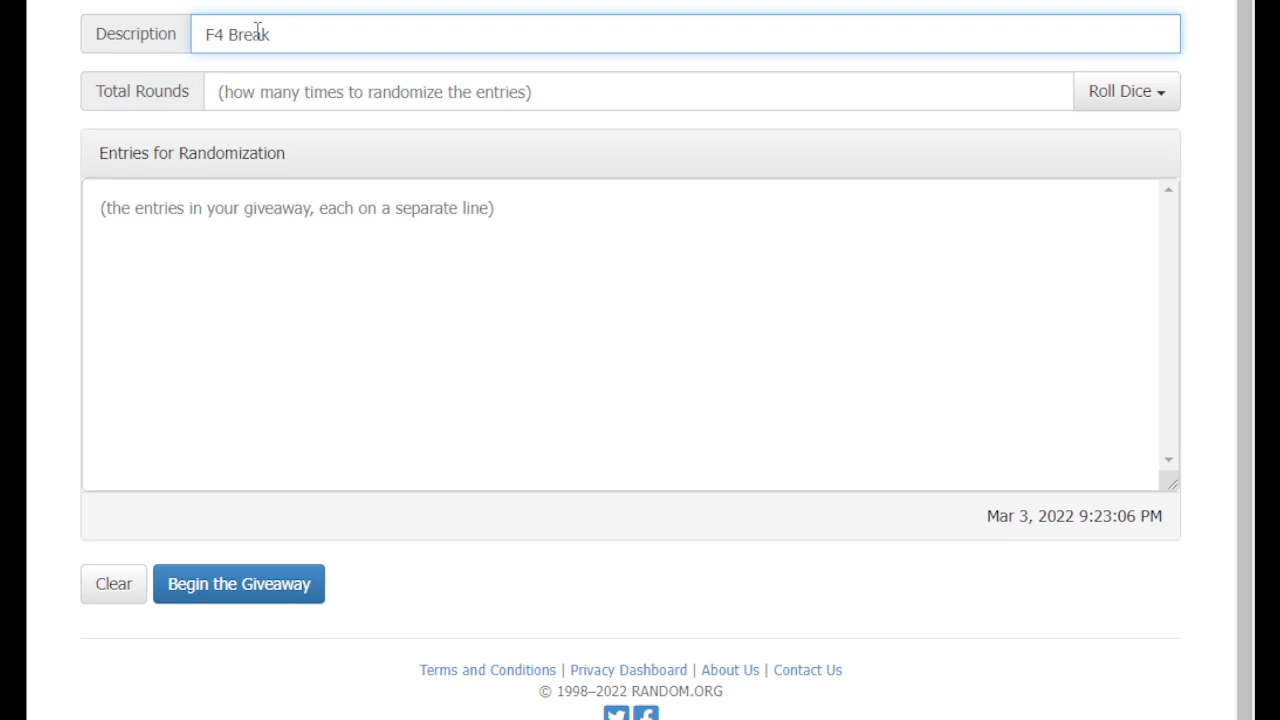 Description F4 Break
Total Rounds (how many times to randomize the entries) Roll Dice
Entries for Randomization
(the entries in your giveaway, each on a separate line)
Mar 3, 2022 9:23:06 PM
Clear Begin the Giveaway
Terms and Conditions | Privacy Dashboard | About Us | Contact Us
© 1998–2022 RANDOM.ORG